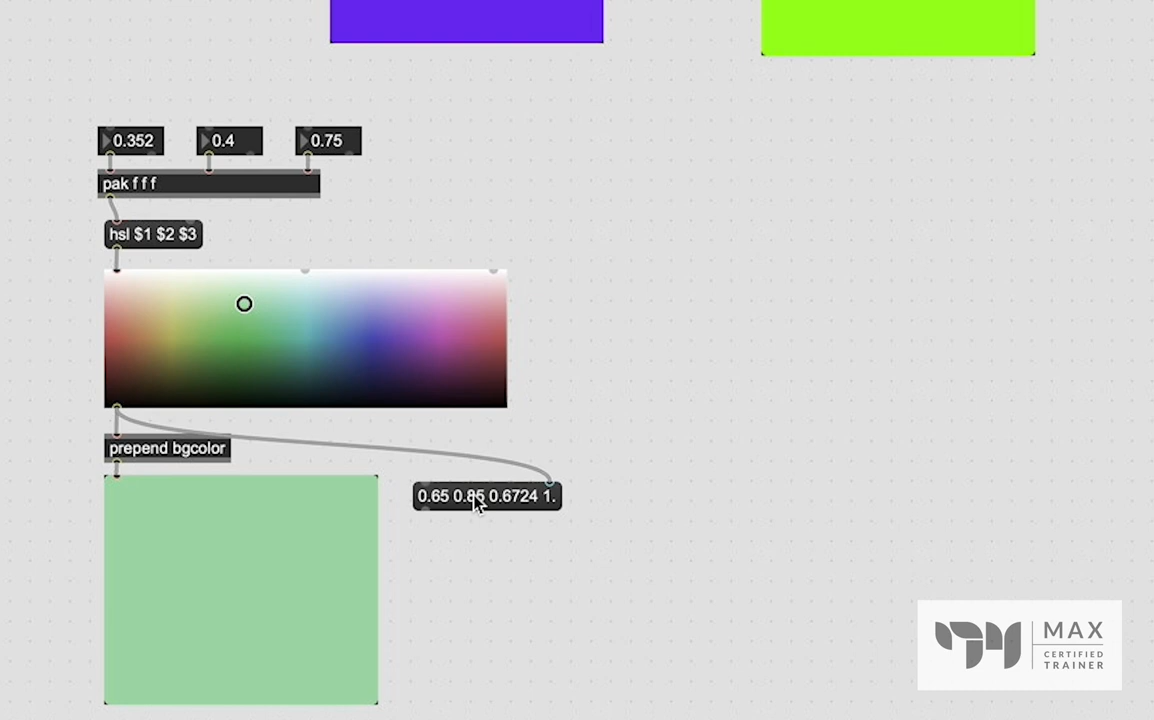 0.352
0.4
0.75
pak f f f
hsl $1 $2 $3
prepend bgcolor
0.65 0.85 0.6724 1.
MAX
CERTIFIED
TRAINER